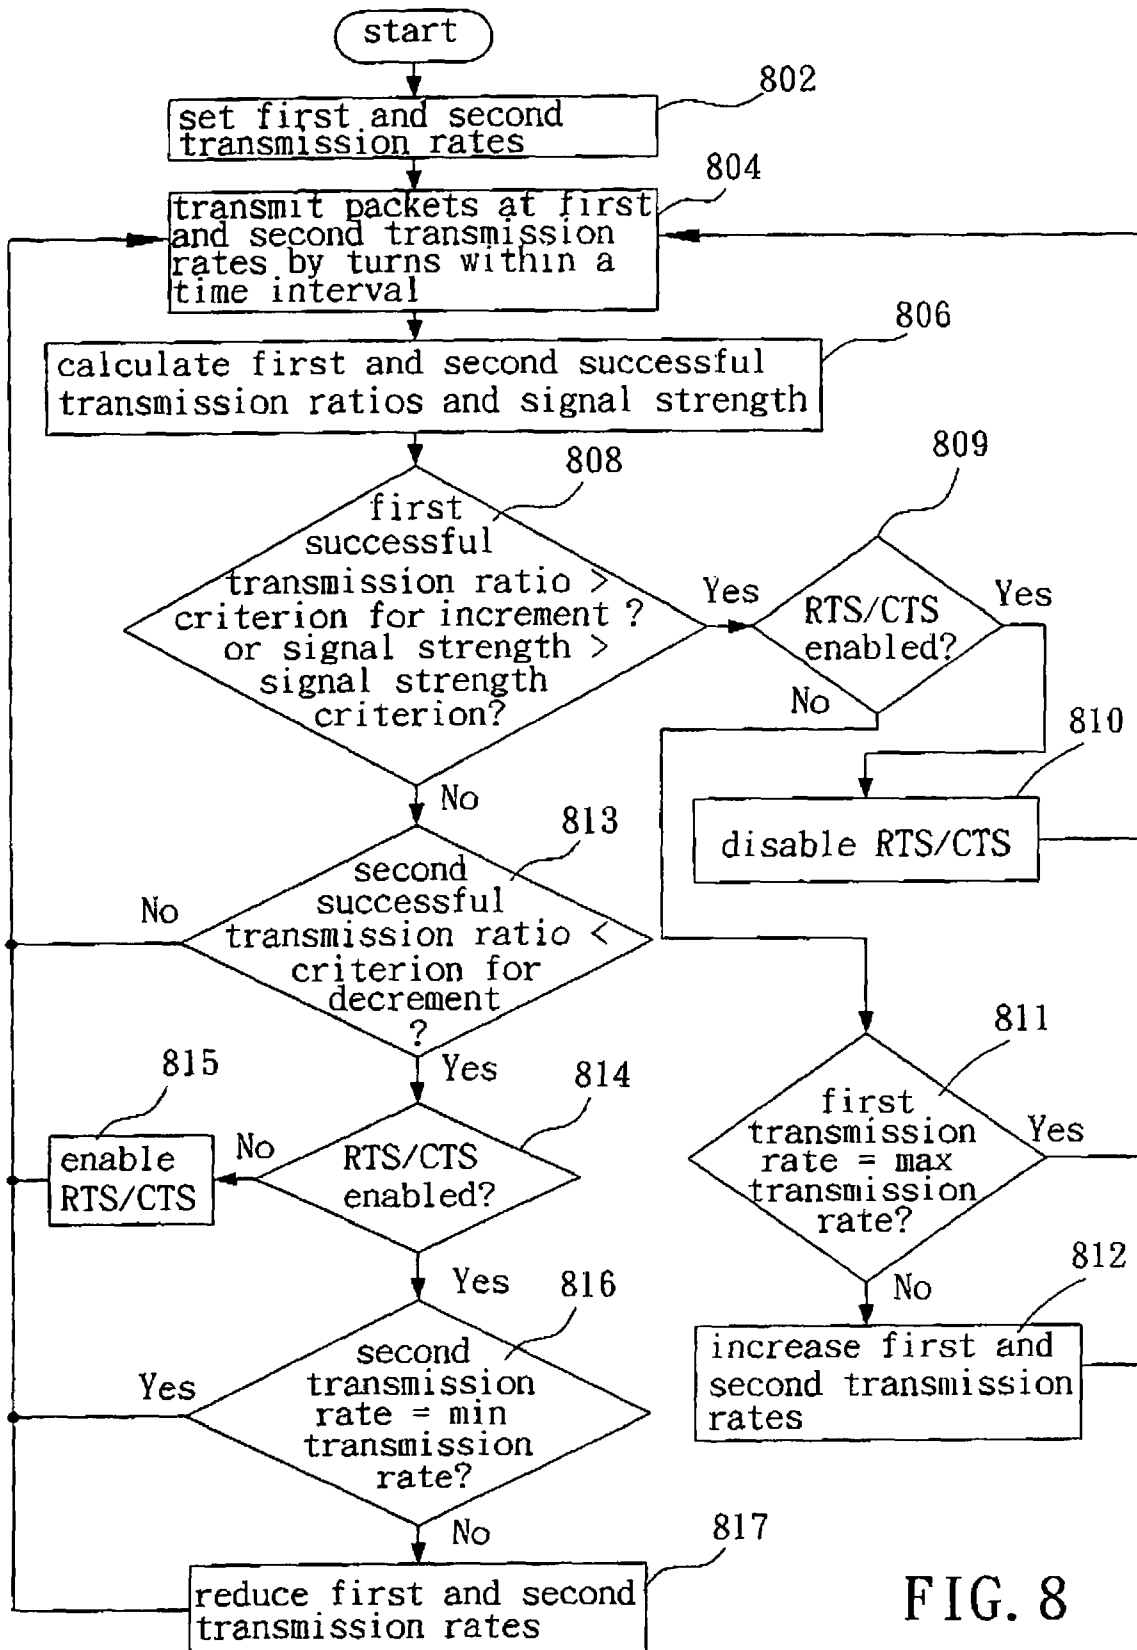 start
802
set first and second
transmission rates
804
transmit packets at first
and second transmission
rates by turns within a
time interval
806
calculate first and second successful
transmission ratios and signal strength
808
first
successful
transmission ratio >
criterion for increment ?
or signal strength >
signal strength
criterion?
Yes
809
RTS/CTS
enabled?
Yes
No
810
disable RTS/CTS
No
813
second
successful
transmission ratio <
criterion for
decrement
?
No
Yes
811
first
transmission
rate = max
transmission
rate?
Yes
No
815
enable
RTS/CTS
No
814
RTS/CTS
enabled?
Yes
812
increase first and
second transmission
rates
816
second
transmission
rate = min
transmission
rate?
Yes
No
817
reduce first and second
transmission rates
FIG. 8